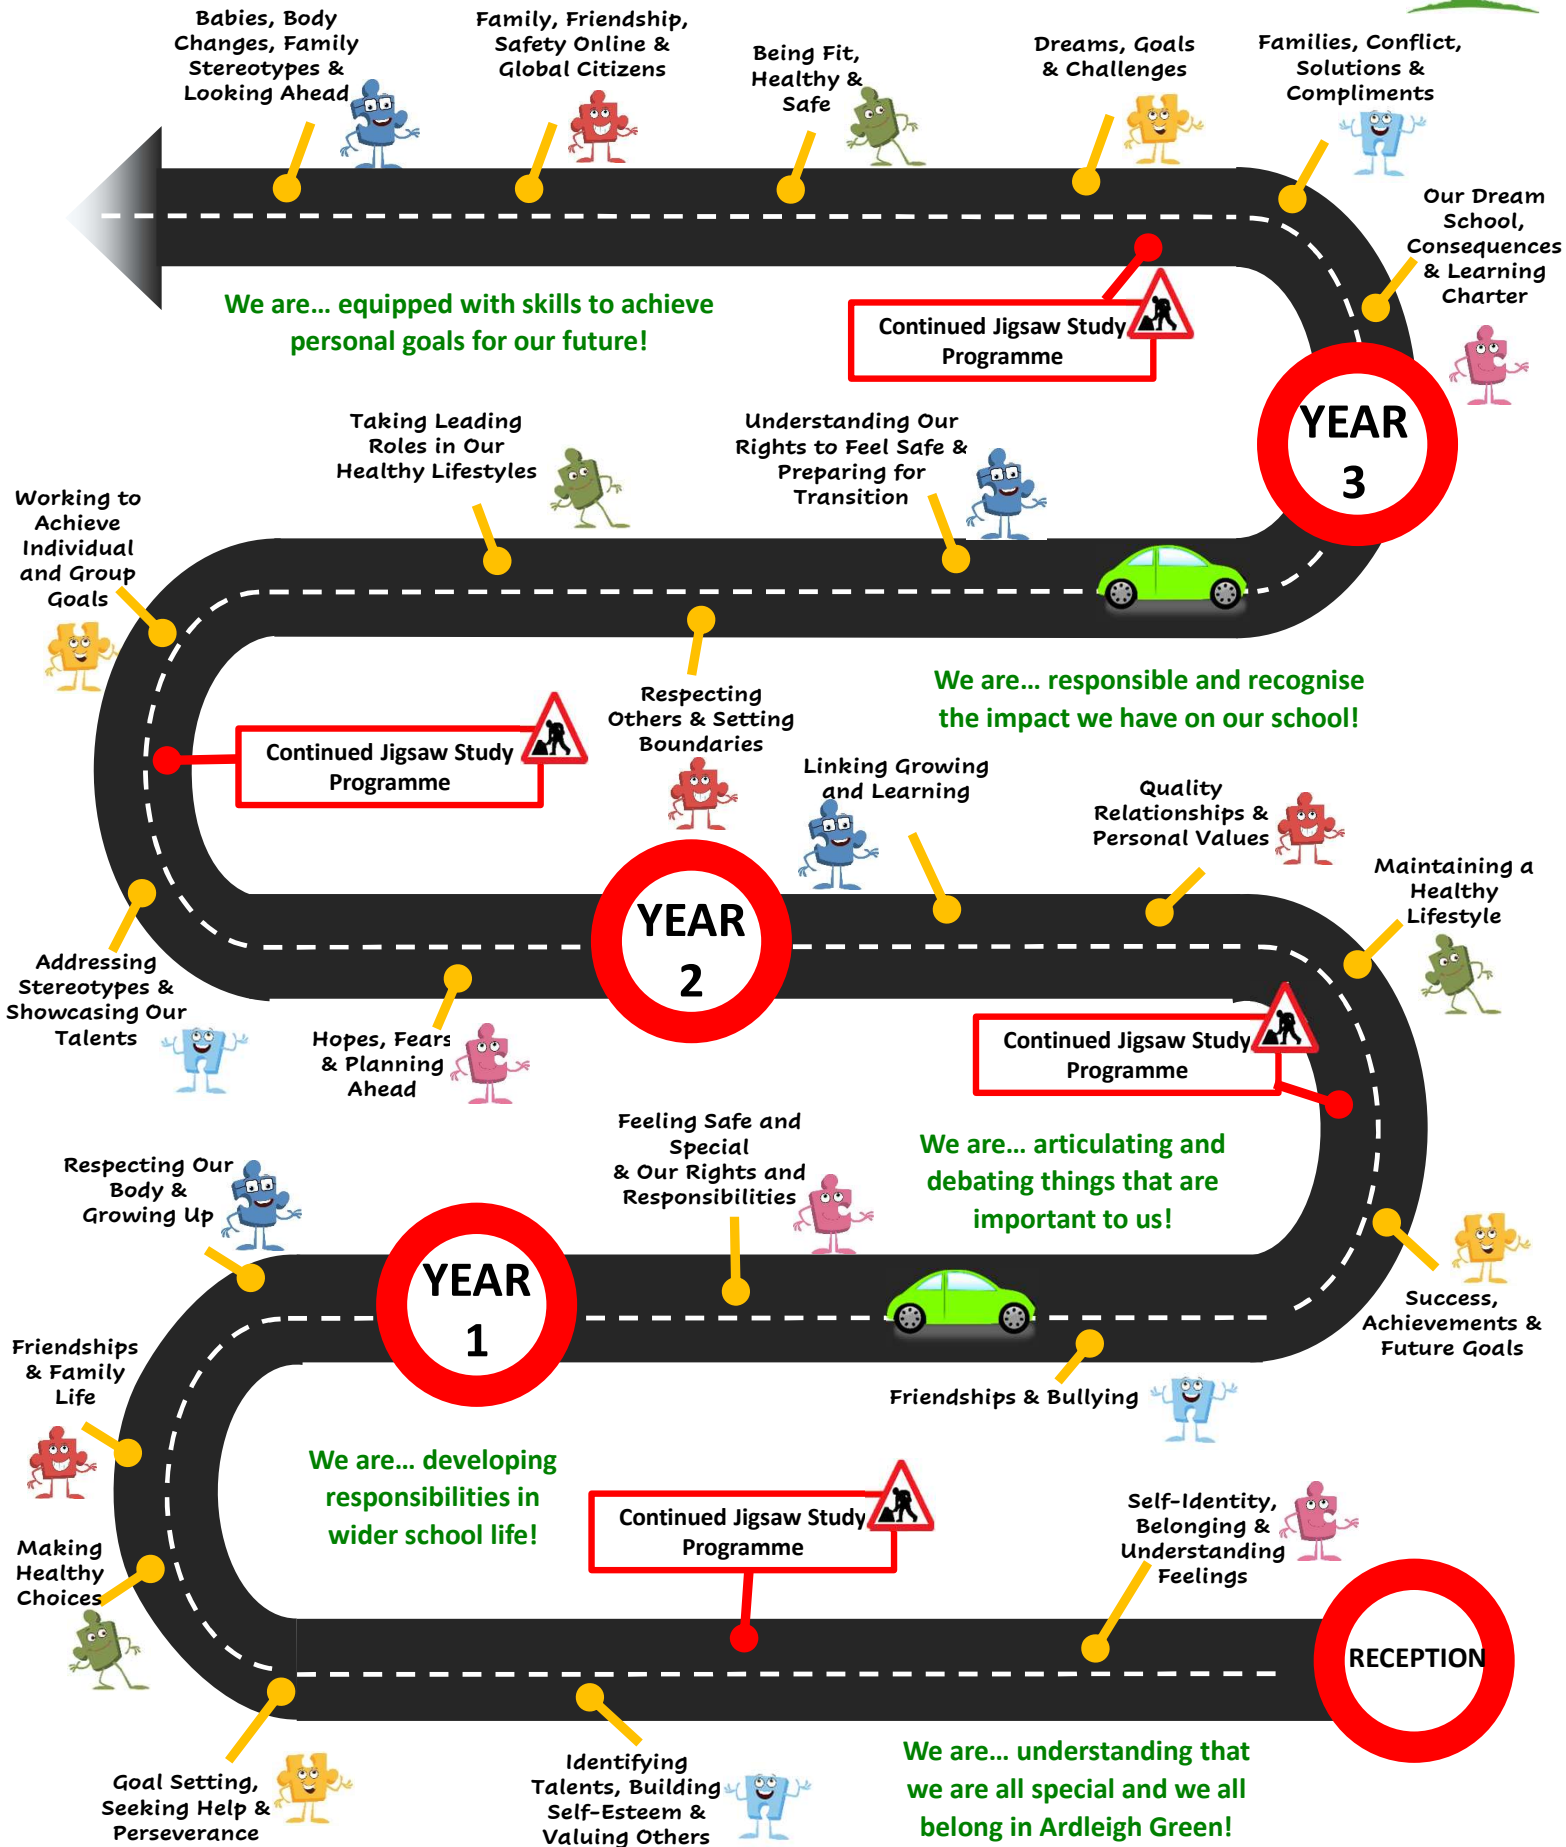 Babies, Body
Changes, Family
Stereotypes &
Looking Ahead
Family, Friendship,
Safety Online &
Global Citizens
Being Fit,
Healthy &
Safe
Dreams, Goals
& Challenges
Families, Conflict,
Solutions &
Compliments
Our Dream
School,
Consequences
& Learning
Charter
We are... equipped with skills to achieve
personal goals for our future!
Continued Jigsaw Study
Programme
YEAR
3
Taking Leading
Roles in Our
Healthy Lifestyles
Understanding Our
Rights to Feel Safe &
Preparing for
Transition
Working to
Achieve
Individual
and Group
Goals
Respecting
Others & Setting
Boundaries
We are... responsible and recognise
the impact we have on our school!
Continued Jigsaw Study
Programme
Linking Growing
and Learning
Quality
Relationships &
Personal Values
Maintaining a
Healthy
Lifestyle
YEAR
2
Addressing
Stereotypes &
Showcasing Our
Talents
Hopes, Fears
& Planning
Ahead
Continued Jigsaw Study
Programme
Feeling Safe and
Special
& Our Rights and
Responsibilities
We are... articulating and
debating things that are
important to us!
Respecting Our
Body &
Growing Up
YEAR
1
Success,
Achievements &
Future Goals
Friendships
& Family
Life
Friendships & Bullying
We are... developing
responsibilities in
wider school life!
Continued Jigsaw Study
Programme
Self-Identity,
Belonging &
Understanding
Feelings
Making
Healthy
Choices
RECEPTION
Goal Setting,
Seeking Help &
Perseverance
Identifying
Talents, Building
Self-Esteem &
Valuing Others
We are... understanding that
we are all special and we all
belong in Ardleigh Green!